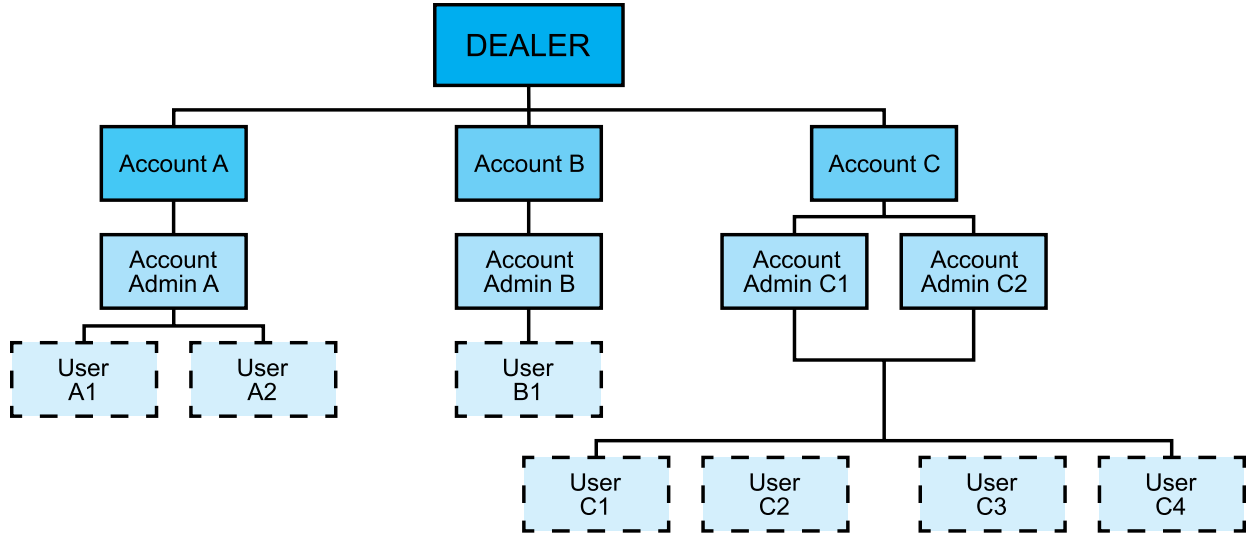 DEALER
Account A
Account B
Account C
Account
Admin A
Account
Admin B
Account
Admin C1
Account
Admin C2
User
A1
User
A2
User
B1
User
C1
User
C2
User
C3
User
C4